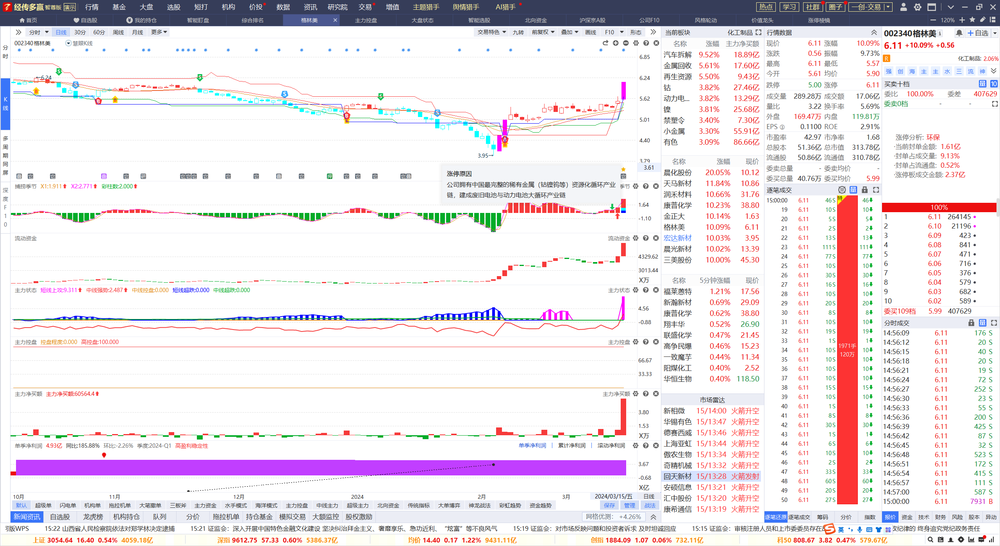 经传多赢 智尊版 演示 行情 基金 大盘 选股 短打 机构 价投 数据 资讯 研究院 交易 增值 主题猎手 舆情猎手 AI猎手 热点 学习 社群 圈子 一创-交易
首页 自选股 我的持仓 智能盯盘 综合排名 格林美 主力控盘 大盘状态 智能选股 北向资金 沪深京A股 公司F10 风格轮动 价值龙头 涨停棱镜 120%
分时 日线 30分 60分 周线 月线 更多 交易特色 九转 前复权 叠加 画线 F10 形态
分时
K线
多周期同屏
深度F10
002340格林美 慧眼K线
6.85
6.24
5.62
5.01
4.40
3.79
3.61
6.24
3.95
涨停原因
公司拥有中国最完整的稀有金属（钴镍钨等）资源化循环产业
链，建成废旧电池与动力电池大循环产业链
捕捞季节 X1:1.911 X2:2.771 彩柱数:2.000 季节
1.64
-1.10
流动资金 流动资金
4329.62
3013.44
X万
主力状态 短线上攻:9.311 中线强势:2.487 中线控盘:0.000 短线超跌:0.000 中线超跌:0.000 主力状态
4.56
-0.88
主力控盘 控盘程度:0.000 高控盘:100.000 主力控盘
66.67
33.33
主力净买额 主力净买额:60564.4 主力净买额
3.80
1.53
X万
单季净利润 4.93亿 同比:185.88% 环比:-2.26% 季度:2024-Q1 高盈利稳定性 单季净利润 累计净利润 滚动净利润
3.67
-0.68
X亿
10月 11月 12月 2024 2月 3月 2024/03/15/五 日线
默认 超级单 闪电单 机构单 拖拉机单 大笔撤单 三板斧 主力资金 水手模式 海洋模式 主力控盘 中线主力 超级主力 北向资金 传统指标 大单博弈 神龙战法 彩虹趋势 资金趋势 保存 管理 战法
新闻资讯 自选股 龙虎榜 机构持仓 队列 分价 拖拉机单 持仓基金 模拟交易 大额监控 股权激励 网格优测: +4.26%
当前板块 化工制品
名称 涨幅 主力净买额
汽车拆解 9.52% 18.89亿
金属回收 5.61% 17.60亿
再生资源 5.50% 9.43亿
钴 3.82% 27.46亿
动力电... 3.82% 13.29亿
镍 3.81% 25.68亿
禁塑令 3.40% 7.30亿
小金属 3.30% 55.91亿
有色 3.09% 86.66亿
名称 涨幅 现价
晨化股份 20.05% 10.12
天马新材 11.84% 10.86
润禾材料 10.66% 31.76
康普化学 10.23% 38.80
金正大 10.14% 1.63
格林美 10.09% 6.11
宏达新材 10.03% 3.95
晨光新材 10.02% 13.39
三美股份 10.00% 45.30
名称 5分钟涨幅 现价
福莱蒽特 1.21% 17.56
新瀚新材 0.69% 29.09
康普化学 0.62% 38.80
翔丰华 0.52% 26.90
联盛化学 0.47% 21.45
高争民爆 0.46% 15.23
一致魔芋 0.44% 11.34
阳煤化工 0.40% 2.52
华恒生物 0.40% 118.50
市场雷达
新相微 15/14:00 火箭升空
华锡有色 15/13:47 火箭升空
德赛西威 15/13:46 火箭升空
上海亚虹 15/13:44 火箭升空
傲农生物 15/13:34 火箭升空
奇精机械 15/13:32 火箭升空
回天新材 15/13:28 火箭发射
安硕信息 15/13:21 火箭升空
汇中股份 15/13:20 火箭升空
康希通信 15/13:19 火箭升空
行情数据
现价 6.11 涨幅 10.09%
涨跌 0.56 振幅 9.73%
最高 6.11 最低 5.57
今开 5.61 均价 5.90
跌停 5.00 涨停 6.11
成交量 289.28万 成交额 17.06亿
量比 3.22 换手率 5.69%
外盘 169.47万 内盘 119.81万
EPS ③ 0.1100 ROE 2.91%
市盈率 42.97 市净率 1.68
总股本 51.36亿 总市值 313.78亿
流通股 50.86亿 流通值 310.78亿
委卖总量 - 委卖均价 -
委买总量 40.76万 委买均价 5.99
逐笔成交 单 量
特
15:00:00 6.11 46S 46
19 6.11 10S 10
20 6.11 5S 5
21 6.11 2S 2
22 6.11 13S 13
23 6.11 111S 111
24 6.11 77S 77
25 6.11 10S 10
26 6.11 30S 30
27 6.11 16S 16
28 6.11 10S 10
29 6.11 20S 20
30 6.11 8S 8
31 6.11 10S 10
32 6.11 19S 19
33 6.11 1S 1
34 6.11 10S 10
35 6.11 10S 10
36 6.11 10S 10
37 6.11 10S 10
38 6.11 15S 15
39 6.11 10S 10
40 6.11 1S 1
41 6.11 8S 8
42 6.11 30S 30
43 6.11 1S 1
44 6.11 6S 6
45 6.11 10S 10
46 6.11 2S 2
47 6.11 33S 33
48 6.11 60S 60
49 6.11 20S 20
50 6.11 27S 27
1971手
120万
逐笔还原 逐笔成交 筹码 分价 指数
002340格林美 自选
6.11 +10.09% +0.56
R 化工制品: 2.06%
强 创 海 主 主 水 三 流 神
买卖十档 量 10
委比 100.00% 委差 407629
委卖0档 - -
涨停分析: 环保
·当前封单金额: 1.61亿
·封单占成交量: 9.13%
·封单占流通盘: 0.52%
·涨停板成交金额: 2.37亿
100%
1 6.11 264145
2 6.10 21196
3 6.09 423
4 6.08 841
5 6.07 471
6 6.06 716
7 6.05 376
8 6.04 579
9 6.03 682
10 6.02 589
委买109档 5.99 407629
分时成交 量
14:56:09 6.11 176 S
14:56:12 6.11 20 S
14:56:15 6.11 40 S
14:56:18 6.11 20 S
14:56:21 6.11 19 S
14:56:24 6.11 72 S
14:56:27 6.11 252 S
14:56:30 6.11 23 S
14:56:33 6.11 55 S
14:56:36 6.11 200 S
14:56:39 6.11 425 S
14:56:42 6.11 87 S
14:56:45 6.11 32 S
14:56:48 6.11 523 S
14:56:51 6.11 172 S
14:56:54 6.11 415 S
14:56:57 6.11 111 S
14:57:00 6.11 587 S
15:00:00 6.11 7931 B
报价 资金 技术 财务 风险 股本 异动
可版WPS 15:22 山西省人民检察院依法对郑学林决定逮捕 15:21 证监会：深入开展中国特色金融文化建设 坚决纠治拜金主义、奢靡享乐、急功近利、“炫富”等不良风气 15:19 证监会：对市场反映问题和投资者诉求 及时坦诚回应 15:15 证监会：审核注册人员和上市委委员存在 政纪律的 终身追究党纪政务责任
英
上证 3054.64 16.40 0.54% 4059.18亿 深指 9612.75 57.33 0.60% 5386.37亿 均价 14.40 0.17 1.22% 9431.11亿 创指 1884.09 1.07 0.06% 732.11亿 科50 808.67 3.82 0.47% 579.67亿